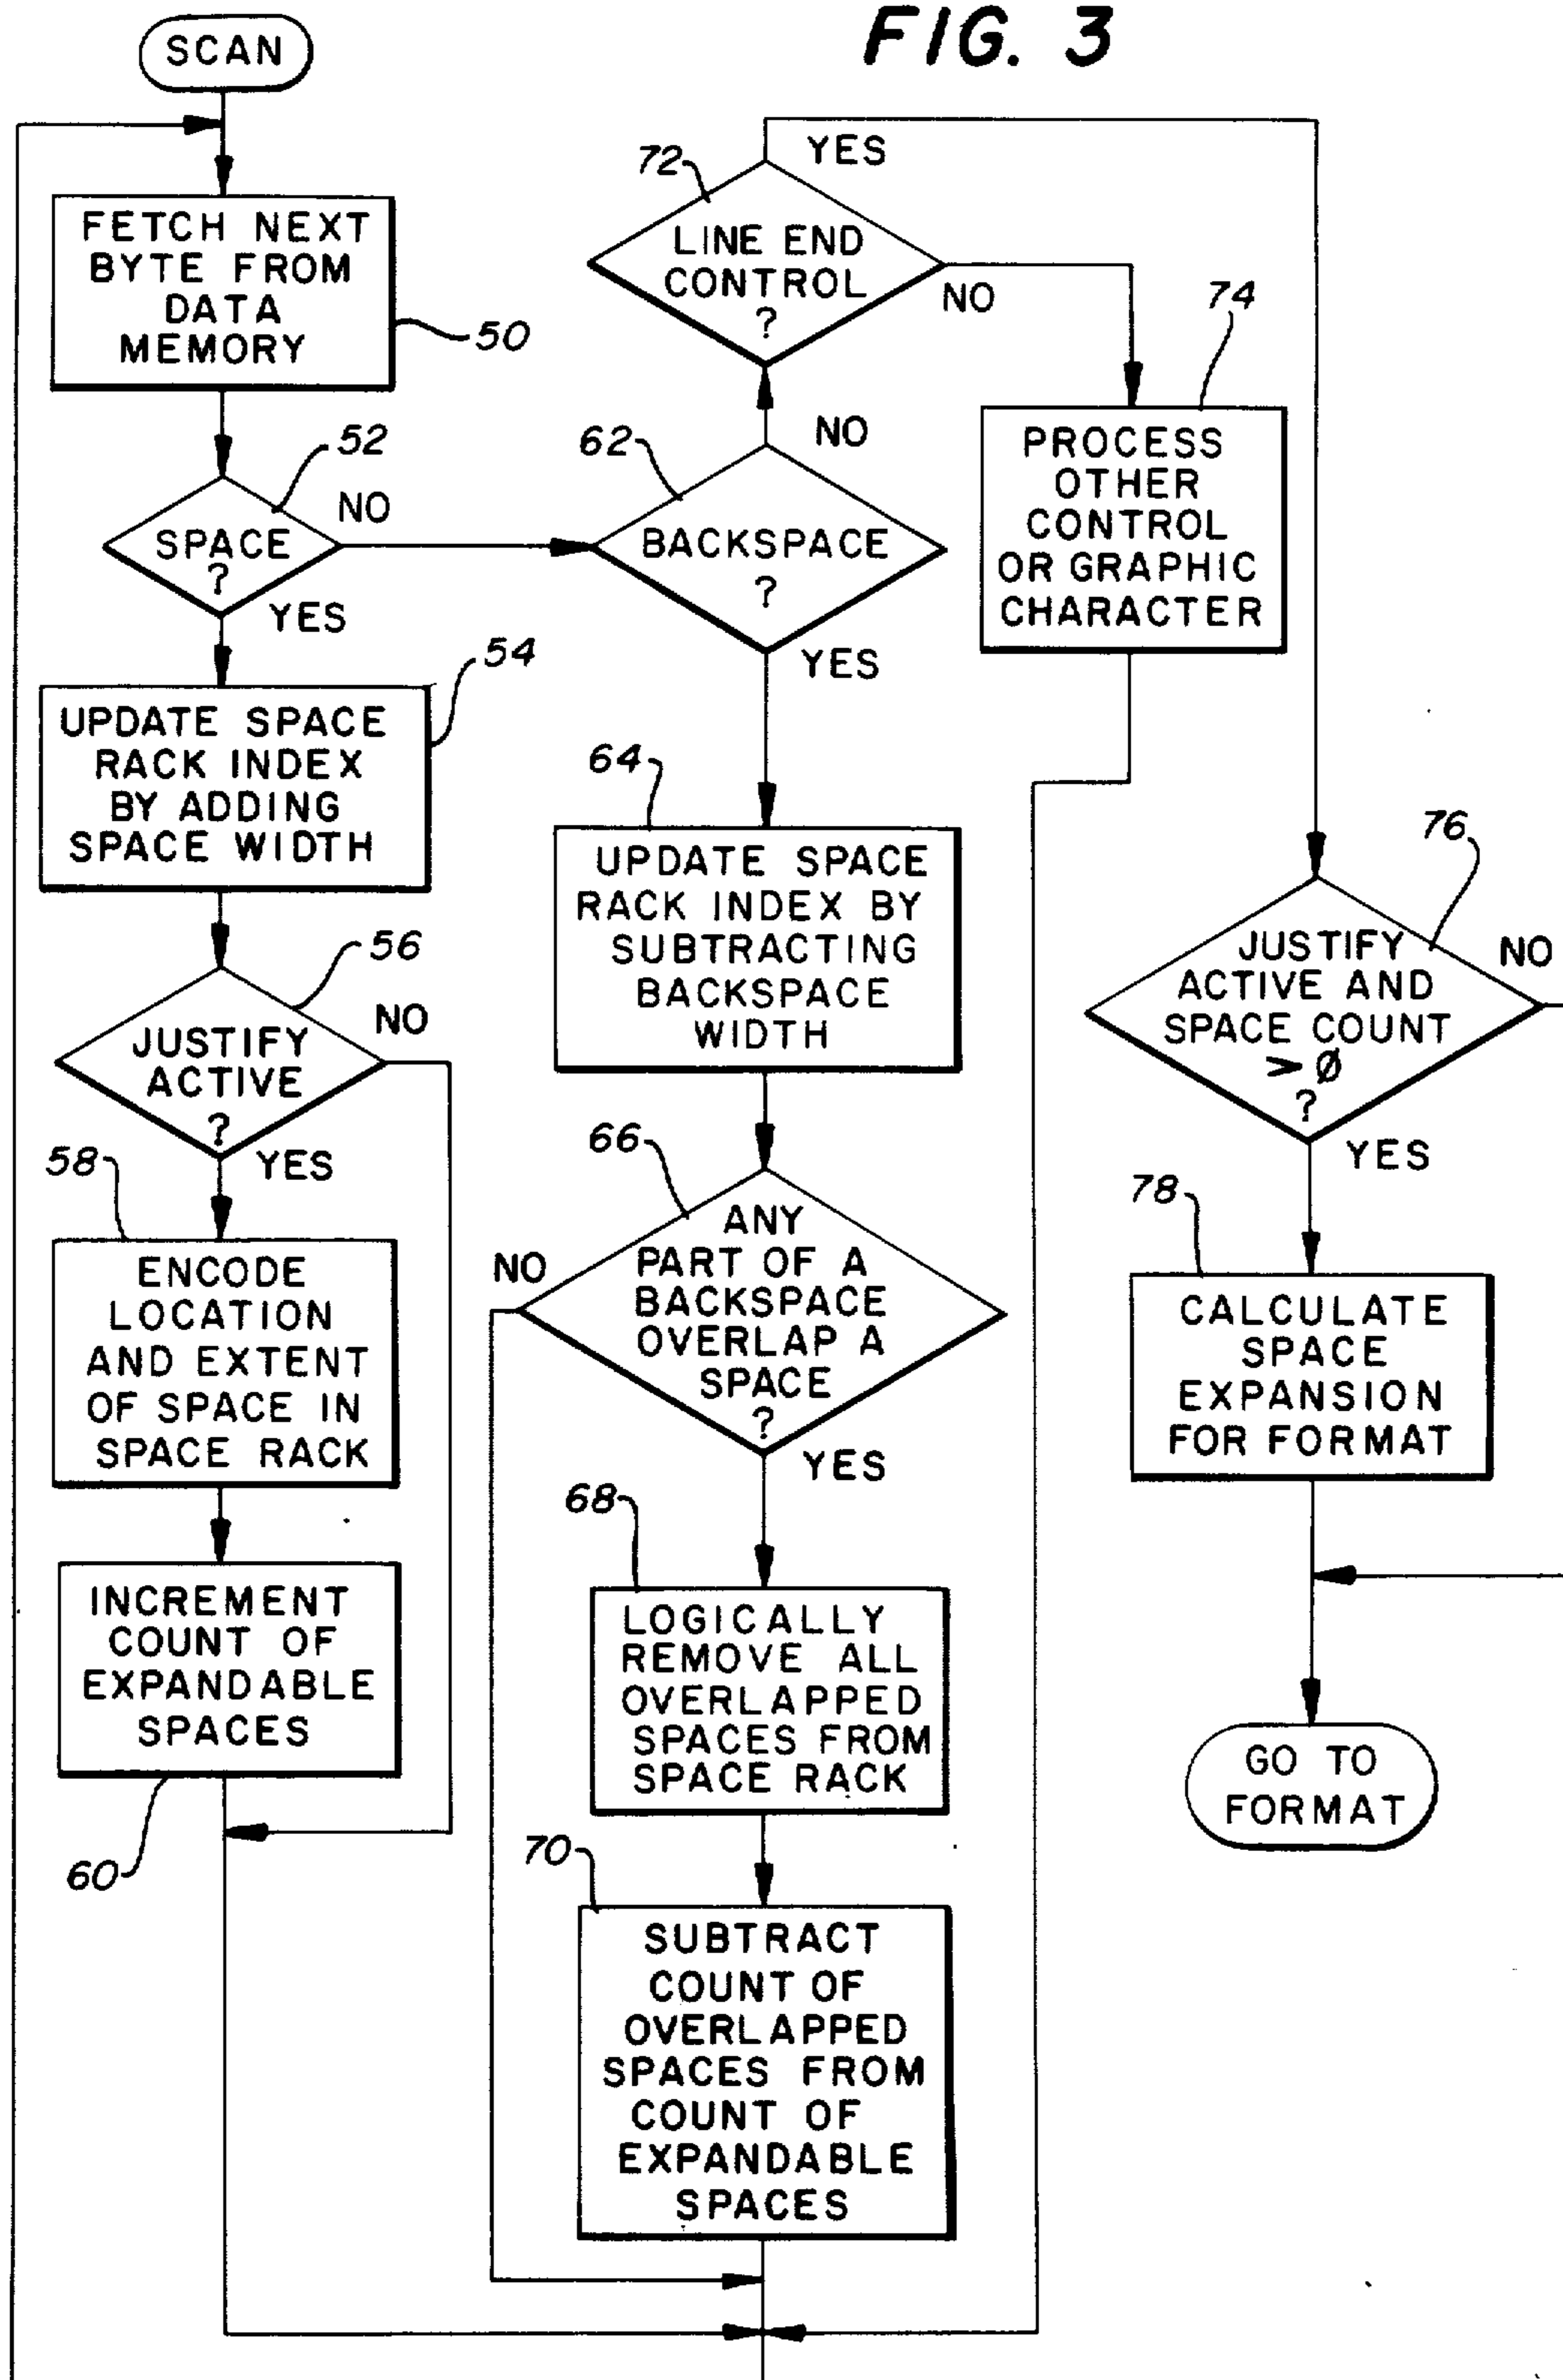 FIG. 3
SCAN
FETCH NEXT
BYTE FROM
DATA
MEMORY
50
52
SPACE
?
NO
YES
54
UPDATE SPACE
RACK INDEX
BY ADDING
SPACE WIDTH
56
JUSTIFY
ACTIVE
?
NO
YES
58
ENCODE
LOCATION
AND EXTENT
OF SPACE IN
SPACE RACK
INCREMENT
COUNT OF
EXPANDABLE
SPACES
60
72
YES
LINE END
CONTROL
?
NO
62
NO
BACKSPACE
?
YES
64
UPDATE SPACE
RACK INDEX BY
SUBTRACTING
BACKSPACE
WIDTH
66
ANY
PART OF A
BACKSPACE
OVERLAP A
SPACE
?
NO
YES
68
LOGICALLY
REMOVE ALL
OVERLAPPED
SPACES FROM
SPACE RACK
70
SUBTRACT
COUNT OF
OVERLAPPED
SPACES FROM
COUNT OF
EXPANDABLE
SPACES
74
PROCESS
OTHER
CONTROL
OR GRAPHIC
CHARACTER
76
JUSTIFY
ACTIVE AND
SPACE COUNT
> Ø
?
NO
YES
78
CALCULATE
SPACE
EXPANSION
FOR FORMAT
GO TO
FORMAT